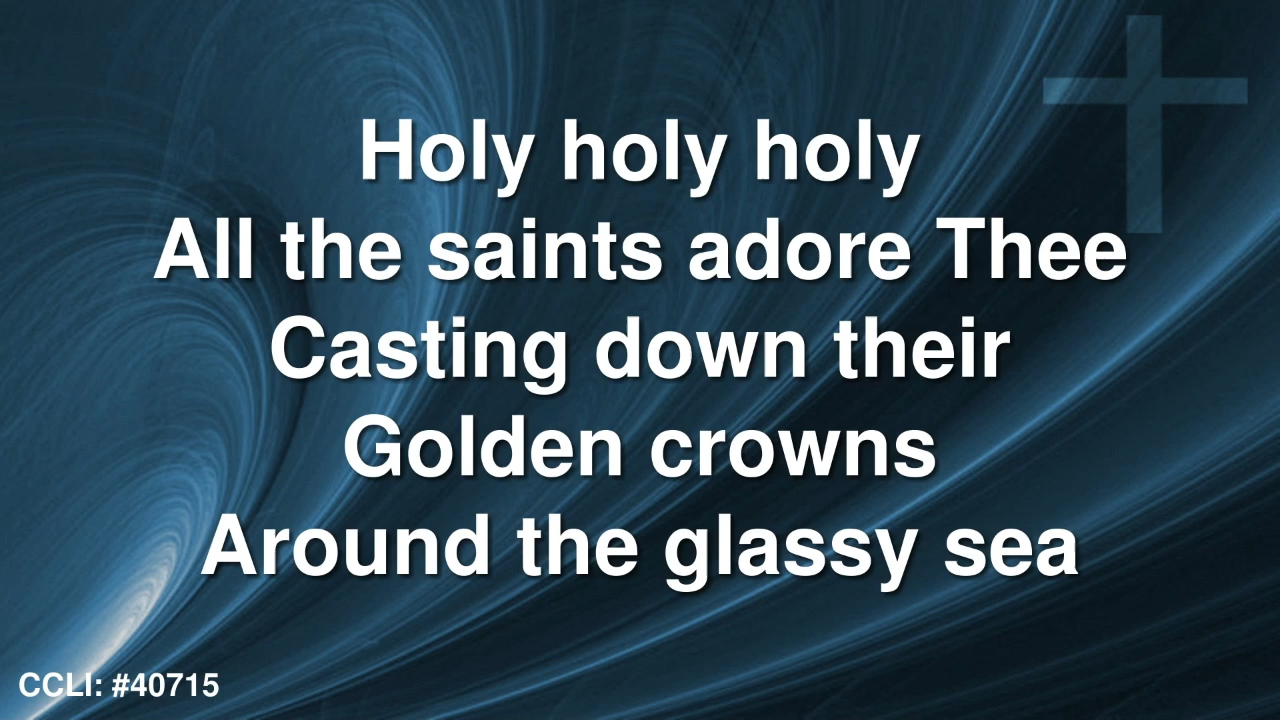 Holy holy holy
All the saints adore Thee
Casting down their
Golden crowns
Around the glassy sea
CCLI: #40715